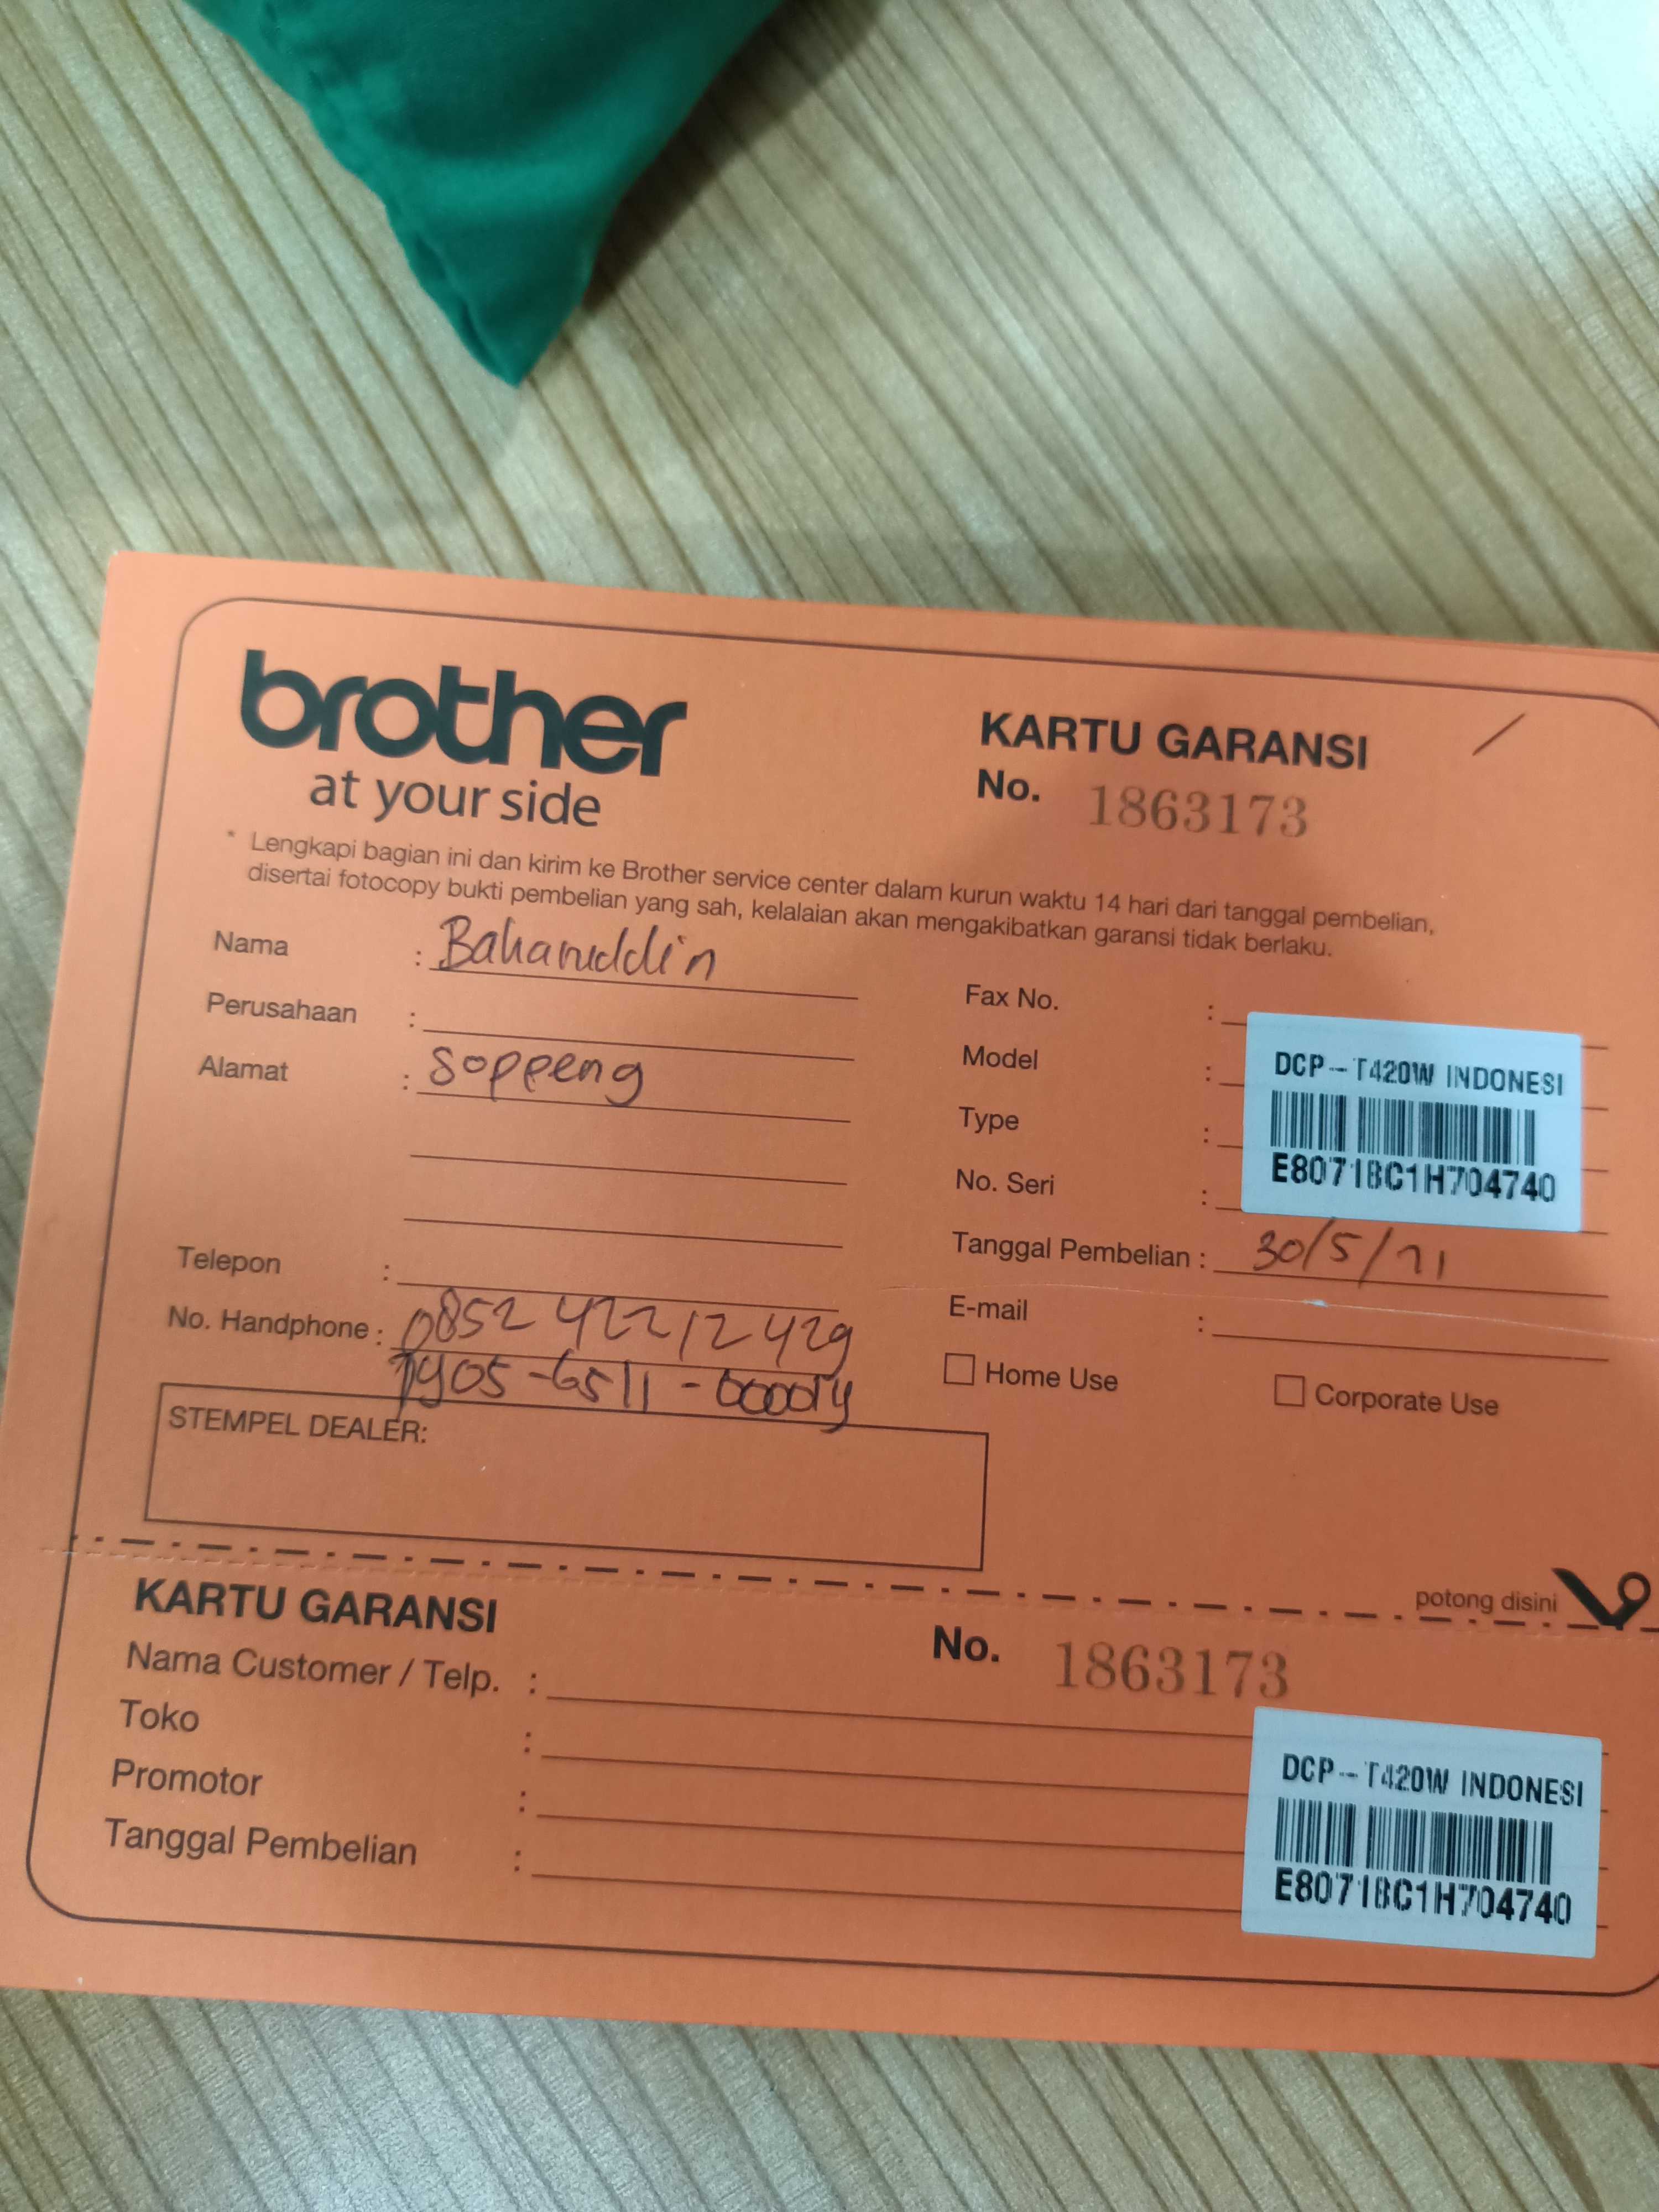 brother
at your side
KARTU GARANSI
No. 1863173
* Lengkapi bagian ini dan kirim ke Brother service center dalam kurun waktu 14 hari dari tanggal pembelian,
disertai fotocopy bukti pembelian yang sah, kelalaian akan mengakibatkan garansi tidak berlaku.
Nama : Baharuddin
Perusahaan :
Alamat : Soppeng
Telepon :
No. Handphone : 085242212429
STEMPEL DEALER:
Fax No. :
Model :
Type :
No. Seri :
DCP-T420W INDONESI
E80718C1H704740
Tanggal Pembelian : 30/5/21
E-mail :
Home Use
Corporate Use
potong disini
KARTU GARANSI
No. 1863173
Nama Customer / Telp. :
Toko :
Promotor :
Tanggal Pembelian :
DCP-T420W INDONESI
E80718C1H704740